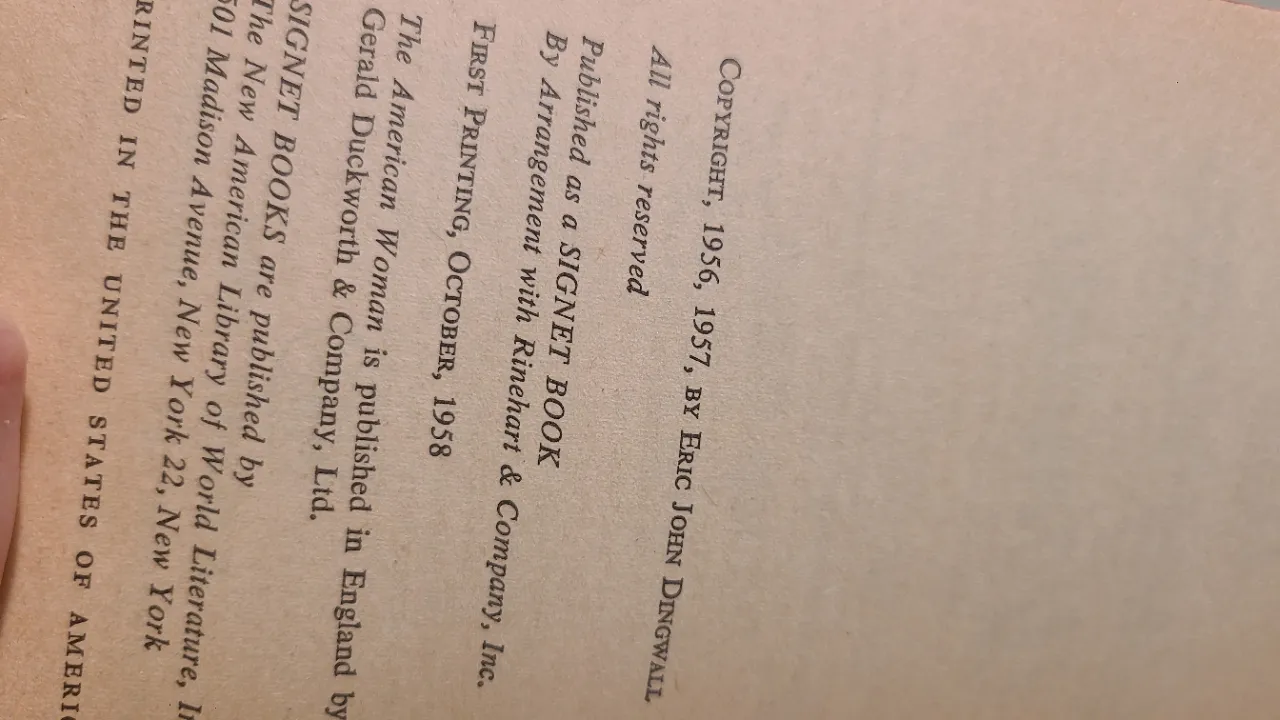 COPYRIGHT, 1956, 1957, BY ERIC JOHN DINGWALL
All rights reserved
Published as a SIGNET BOOK
By Arrangement with Rinehart & Company, Inc.
FIRST PRINTING, OCTOBER, 1958
The American Woman is published in England by
Gerald Duckworth & Company, Ltd.
SIGNET BOOKS are published by
The New American Library of World Literature, I
501 Madison Avenue, New York 22, New York
RINTED IN THE UNITED STATES OF AMERIC